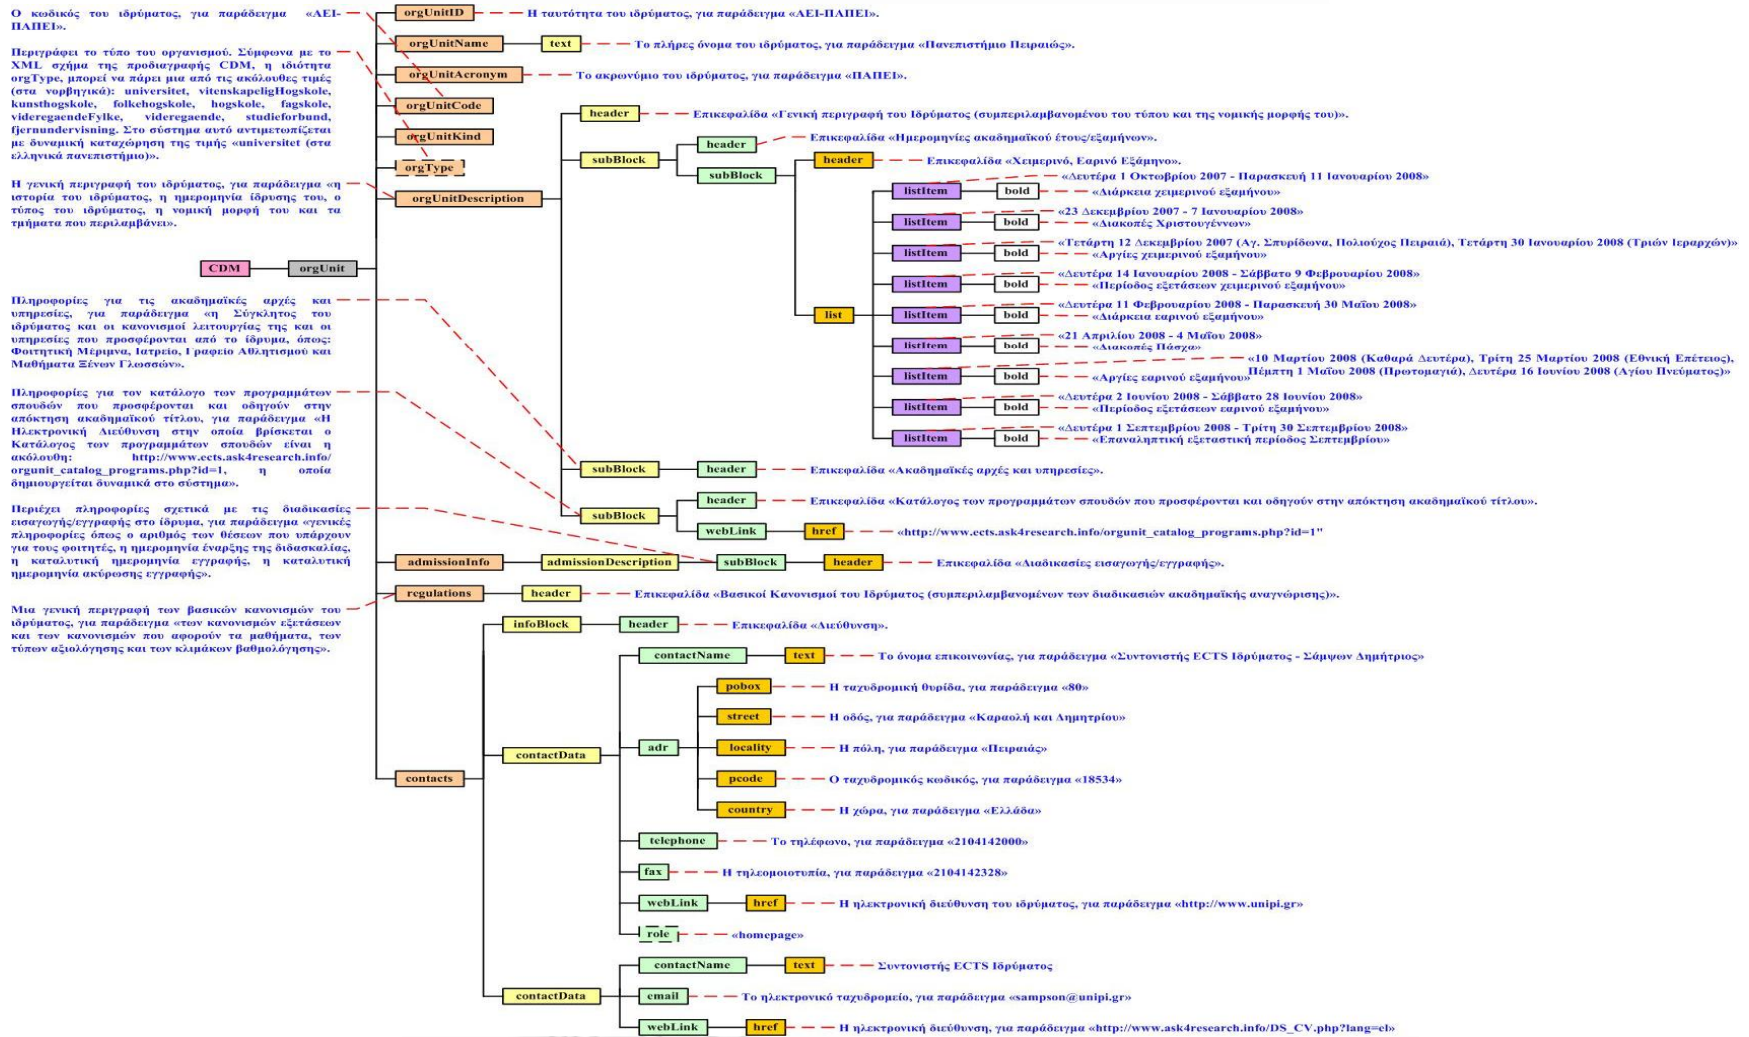 Ο κωδικός του ιδρύματος, για παράδειγμα «ΑΕΙ-
ΠΑΠΕΙ».
Περιγράφει το τύπο του οργανισμού. Σύμφωνα με το
XML σχήμα της προδιαγραφής CDM, η ιδιότητα
orgType, μπορεί να πάρει μια από τις ακόλουθες τιμές
(στα νορβηγικά): universitet, vitenskapeligHogskole,
kunsthogskole, folkehogskole, hogskole, fagskole,
videregaendeFylke, videregaende, studieforbund,
fjernundervisning. Στο σύστημα αυτό αντιμετωπίζεται
με δυναμική καταχώρηση της τιμής «universitet (στα
ελληνικά πανεπιστήμιο)».
Η γενική περιγραφή του ιδρύματος, για παράδειγμα «η
ιστορία του ιδρύματος, η ημερομηνία ίδρυσης του, ο
τύπος του ιδρύματος, η νομική μορφή του και τα
τμήματα που περιλαμβάνει».
CDM
orgUnit
Πληροφορίες για τις ακαδημαϊκές αρχές και
υπηρεσίες, για παράδειγμα «η Σύγκλητος του
ιδρύματος και οι κανονισμοί λειτουργίας της και οι
υπηρεσίες που προσφέρονται από το ίδρυμα, όπως:
Φοιτητική Μέριμνα, Ιατρείο, Γραφείο Αθλητισμού και
Μαθήματα Ξένων Γλωσσών».
Πληροφορίες για τον κατάλογο των προγραμμάτων
σπουδών που προσφέρονται και οδηγούν στην
απόκτηση ακαδημαϊκού τίτλου, για παράδειγμα «Η
Ηλεκτρονική Διεύθυνση στην οποία βρίσκεται ο
Κατάλογος των προγραμμάτων σπουδών είναι η
ακόλουθη: http://www.ects.ask4research.info/
orgunit_catalog_programs.php?id=1, η οποία
δημιουργείται δυναμικά στο σύστημα».
Περιέχει πληροφορίες σχετικά με τις διαδικασίες
εισαγωγής/εγγραφής στο ίδρυμα, για παράδειγμα «γενικές
πληροφορίες όπως ο αριθμός των θέσεων που υπάρχουν
για τους φοιτητές, η ημερομηνία έναρξης της διδασκαλίας,
η καταλυτική ημερομηνία εγγραφής, η καταλυτική
ημερομηνία ακύρωσης εγγραφής».
Μια γενική περιγραφή των βασικών κανονισμών του
ιδρύματος, για παράδειγμα «των κανονισμών εξετάσεων
και των κανονισμών που αφορούν τα μαθήματα, των
τύπων αξιολόγησης και των κλιμάκων βαθμολόγησης».
orgUnitID Η ταυτότητα του ιδρύματος, για παράδειγμα «ΑΕΙ-ΠΑΠΕΙ».
orgUnitName text Το πλήρες όνομα του ιδρύματος, για παράδειγμα «Πανεπιστήμιο Πειραιώς».
orgUnitAcronym Το ακρωνύμιο του ιδρύματος, για παράδειγμα «ΠΑΠΕΙ».
orgUnitCode
orgUnitKind
orgType
orgUnitDescription
header Επικεφαλίδα «Γενική περιγραφή του Ιδρύματος (συμπεριλαμβανομένου του τύπου και της νομικής μορφής του)».
subBlock
header Επικεφαλίδα «Ημερομηνίες ακαδημαϊκού έτους/εξαμήνων».
subBlock
header Επικεφαλίδα «Χειμερινό, Εαρινό Εξάμηνο».
list
«Δευτέρα 1 Οκτωβρίου 2007 - Παρασκευή 11 Ιανουαρίου 2008»
listItem bold «Διάρκεια χειμερινού εξαμήνου»
«23 Δεκεμβρίου 2007 - 7 Ιανουαρίου 2008»
listItem bold «Διακοπές Χριστουγέννων»
«Τετάρτη 12 Δεκεμβρίου 2007 (Αγ. Σπυρίδωνα, Πολιούχος Πειραιά), Τετάρτη 30 Ιανουαρίου 2008 (Τριών Ιεραρχών)»
listItem bold «Αργίες χειμερινού εξαμήνου»
«Δευτέρα 14 Ιανουαρίου 2008 - Σάββατο 9 Φεβρουαρίου 2008»
listItem bold «Περίοδος εξετάσεων χειμερινού εξαμήνου»
«Δευτέρα 11 Φεβρουαρίου 2008 - Παρασκευή 30 Μαΐου 2008»
listItem bold «Διάρκεια εαρινού εξαμήνου»
«21 Απριλίου 2008 - 4 Μαΐου 2008»
listItem bold «Διακοπές Πάσχα»
«10 Μαρτίου 2008 (Καθαρά Δευτέρα), Τρίτη 25 Μαρτίου 2008 (Εθνική Επέτειος),
Πέμπτη 1 Μαΐου 2008 (Πρωτομαγιά), Δευτέρα 16 Ιουνίου 2008 (Αγίου Πνεύματος)»
listItem bold «Αργίες εαρινού εξαμήνου»
«Δευτέρα 2 Ιουνίου 2008 - Σάββατο 28 Ιουνίου 2008»
listItem bold «Περίοδος εξετάσεων εαρινού εξαμήνου»
«Δευτέρα 1 Σεπτεμβρίου 2008 - Τρίτη 30 Σεπτεμβρίου 2008»
listItem bold «Επαναληπτική εξεταστική περίοδος Σεπτεμβρίου»
subBlock header Επικεφαλίδα «Ακαδημαϊκές αρχές και υπηρεσίες».
subBlock
header Επικεφαλίδα «Κατάλογος των προγραμμάτων σπουδών που προσφέρονται και οδηγούν στην απόκτηση ακαδημαϊκού τίτλου».
webLink href «http://www.ects.ask4research.info/orgunit_catalog_programs.php?id=1"
admissionInfo admissionDescription subBlock header Επικεφαλίδα «Διαδικασίες εισαγωγής/εγγραφής».
regulations header Επικεφαλίδα «Βασικοί Κανονισμοί του Ιδρύματος (συμπεριλαμβανομένων των διαδικασιών ακαδημαϊκής αναγνώρισης)».
contacts
infoBlock header Επικεφαλίδα «Διεύθυνση».
contactData
contactName text Το όνομα επικοινωνίας, για παράδειγμα «Συντονιστής ECTS Ιδρύματος - Σάμψων Δημήτριος»
adr
pobox Η ταχυδρομική θυρίδα, για παράδειγμα «80»
street Η οδός, για παράδειγμα «Καραολή και Δημητρίου»
locality Η πόλη, για παράδειγμα «Πειραιάς»
pcode Ο ταχυδρομικός κωδικός, για παράδειγμα «18534»
country Η χώρα, για παράδειγμα «Ελλάδα»
telephone Το τηλέφωνο, για παράδειγμα «2104142000»
fax Η τηλεομοιοτυπία, για παράδειγμα «2104142328»
webLink href Η ηλεκτρονική διεύθυνση του ιδρύματος, για παράδειγμα «http://www.unipi.gr»
role «homepage»
contactData
contactName text Συντονιστής ECTS Ιδρύματος
email Το ηλεκτρονικό ταχυδρομείο, για παράδειγμα «sampson@unipi.gr»
webLink href Η ηλεκτρονική διεύθυνση, για παράδειγμα «http://www.ask4research.info/DS_CV.php?lang=el»